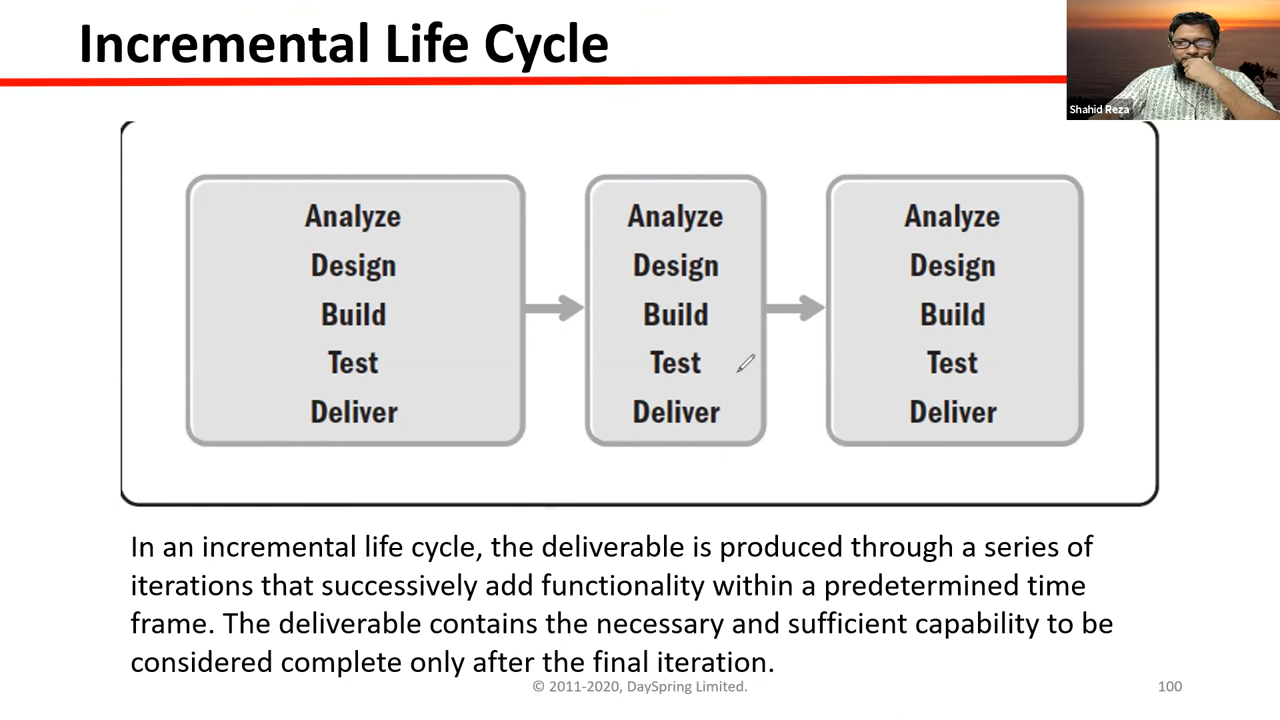 Incremental Life Cycle
Shahid Reza
Analyze
Design
Build
Test
Deliver
Analyze
Design
Build
Test
Deliver
Analyze
Design
Build
Test
Deliver
In an incremental life cycle, the deliverable is produced through a series of
iterations that successively add functionality within a predetermined time
frame. The deliverable contains the necessary and sufficient capability to be
considered complete only after the final iteration.
© 2011-2020, DaySpring Limited.
100